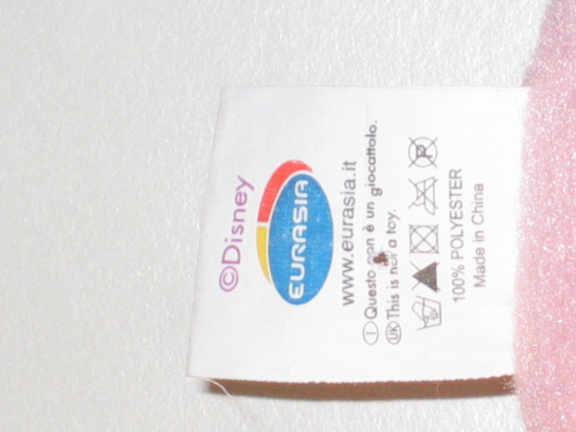 ©Disney
EURASIA
www.eurasia.it
I Questo non è un giocattolo.
UK This is not a toy.
P
100% POLYESTER
Made in China